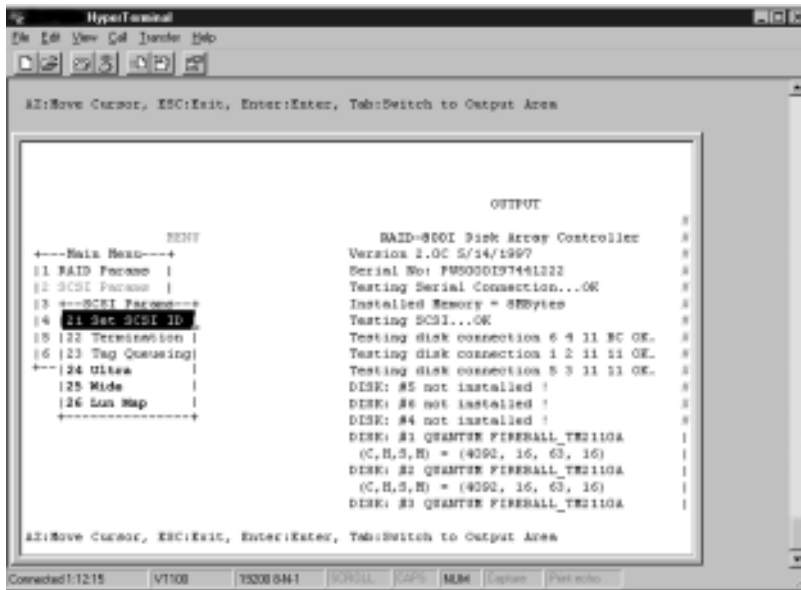 HyperTerminal
File Edit View Call Transfer Help
AZ:Move Cursor, ESC:Exit, Enter:Enter, Tab:Switch to Output Area
OUTPUT
MENU
+---Main Menu---+
|1 RAID Params |
|2 SCSI Params |
|3 +--SCSI Params--+
|4 |21 Set SCSI ID
|5 |22 Termination |
|6 |23 Tag Queueing|
+--|24 Ultra |
|25 Wide |
|26 Lun Map |
+----------------+
RAID-800I Disk Array Controller
Version 2.0C 5/14/1997
Serial No:
Testing Serial Connection...OK
Installed Memory = 8MBytes
Testing SCSI...OK
Testing disk connection 6 4 11 BC OK.
Testing disk connection 1 2 11 11 OK.
Testing disk connection 5 3 11 11 OK.
DISK: #5 not installed !
DISK: #6 not installed !
DISK: #4 not installed !
DISK: #1 QUANTUM FIREBALL_TM2110A
(C,H,S,M) = (4092, 16, 63, 16)
DISK: #2 QUANTUM FIREBALL_TM2110A
(C,H,S,M) = (4092, 16, 63, 16)
DISK: #3 QUANTUM FIREBALL_TM2110A
AZ:Move Cursor, ESC:Exit, Enter:Enter, Tab:Switch to Output Area
Connected 1:12:15 VT100 19200 8-N-1 SCROLL CAPS NUM Capture Print echo